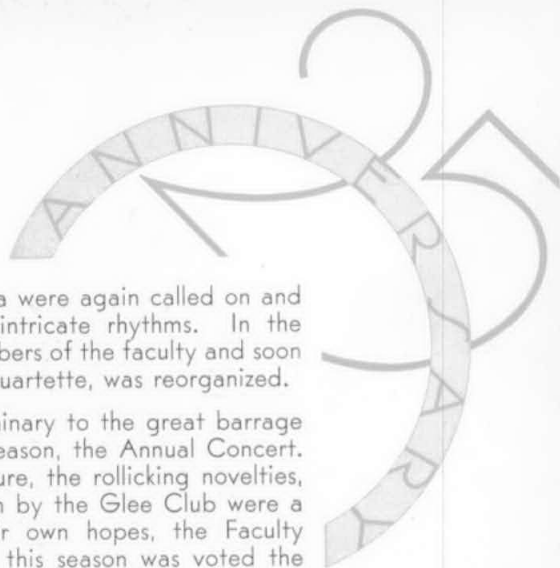 ANNIVERSARY
a were again called on and
intricate rhythms. In the
bers of the faculty and soon
uartette, was reorganized.
inary to the great barrage
eason, the Annual Concert.
ure, the rollicking novelties,
n by the Glee Club were a
r own hopes, the Faculty
this season was voted the